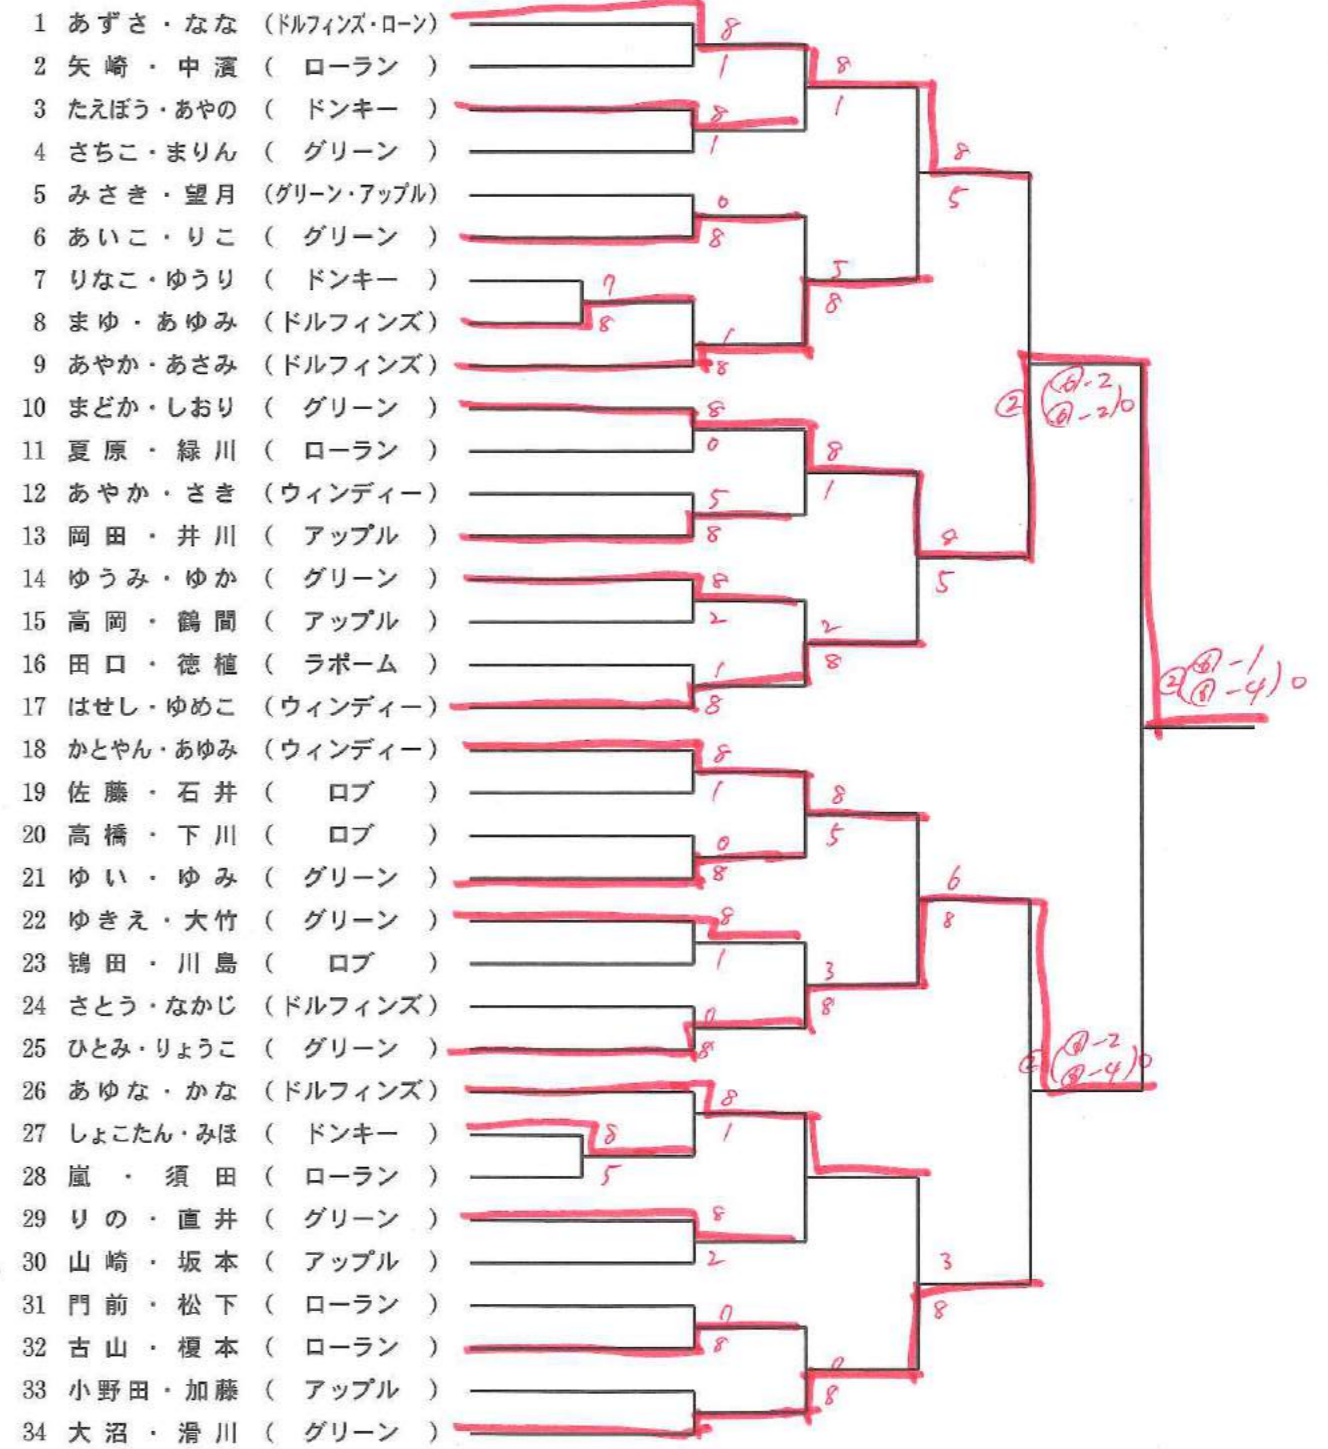 1 あずさ・なな (ドルフィンズ・ローン)
2 矢崎・中濱 (ローラン)
3 たえぼう・あやの (ドンキー)
4 さちこ・まりん (グリーン)
5 みさき・望月 (グリーン・アップル)
6 あいこ・りこ (グリーン)
7 りなこ・ゆうり (ドンキー)
8 まゆ・あゆみ (ドルフィンズ)
9 あやか・あさみ (ドルフィンズ)
10 まどか・しおり (グリーン)
11 夏原・緑川 (ローラン)
12 あやか・さき (ウィンディー)
13 岡田・井川 (アップル)
14 ゆうみ・ゆか (グリーン)
15 高岡・鶴間 (アップル)
16 田口・徳植 (ラポーム)
17 はせし・ゆめこ (ウィンディー)
18 かとやん・あゆみ (ウィンディー)
19 佐藤・石井 (ロブ)
20 高橋・下川 (ロブ)
21 ゆい・ゆみ (グリーン)
22 ゆきえ・大竹 (グリーン)
23 鴇田・川島 (ロブ)
24 さとう・なかじ (ドルフィンズ)
25 ひとみ・りょうこ (グリーン)
26 あゆな・かな (ドルフィンズ)
27 しょこたん・みほ (ドンキー)
28 嵐・須田 (ローラン)
29 りの・直井 (グリーン)
30 山崎・坂本 (アップル)
31 門前・松下 (ローラン)
32 古山・榎本 (ローラン)
33 小野田・加藤 (アップル)
34 大沼・滑川 (グリーン)
7
8
8
5
8
1
8
1
0
8
1
8
8
0
5
8
8
2
1
8
8
1
0
8
8
1
0
8
8
1
8
2
7
8
8
1
5
8
8
1
2
8
8
5
3
8
0
8
8
5
8
5
6
8
3
8
②(⑥-2
⑥-2)0
②(⑧-2
⑧-4)0
②(⑥-1
⑧-4)0